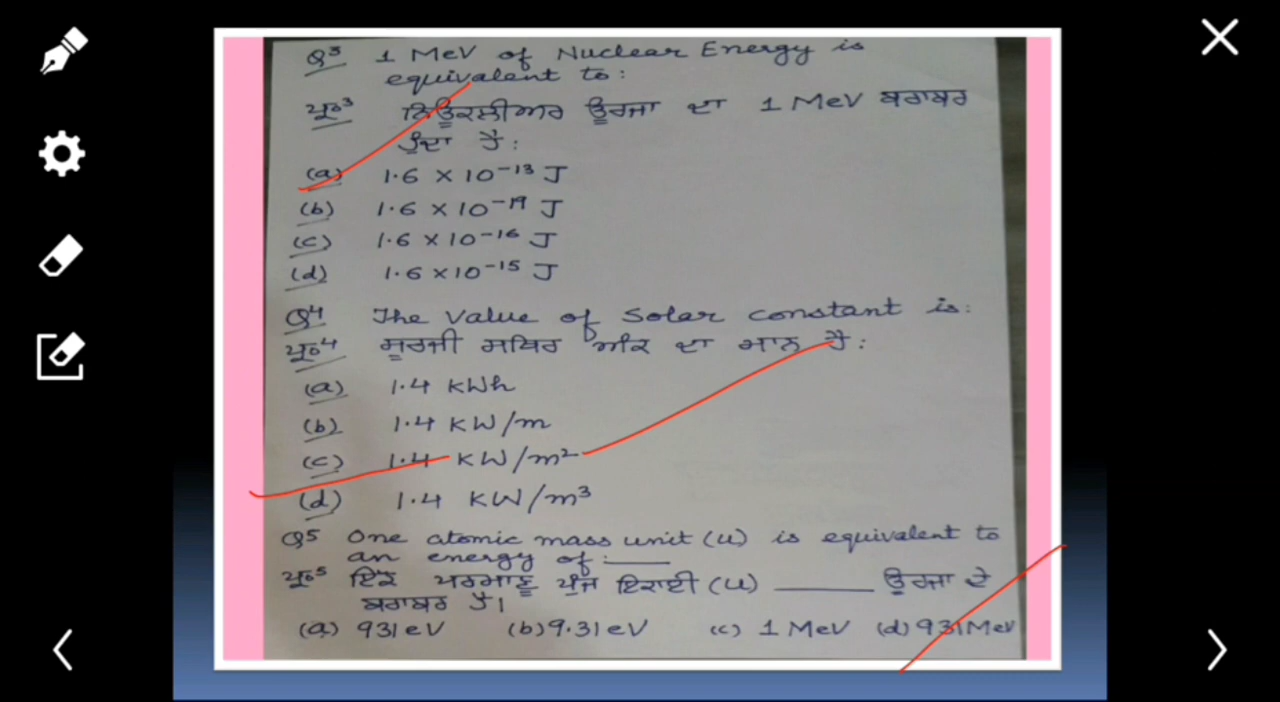 Q3 1 MeV of Nuclear Energy is
equivalent to:
ਪ੍ਰ੦3 ਨਿਊਕਲੀਅਰ ਊਰਜਾ ਦਾ 1 MeV ਬਰਾਬਰ
ਹੁੰਦਾ ਹੈ:
(a) 1.6 × 10⁻¹³ J
(b) 1.6 × 10⁻¹⁹ J
(c) 1.6 × 10⁻¹⁶ J
(d) 1.6 × 10⁻¹⁵ J
Q4 The Value of Solar constant is:
ਪ੍ਰ੦4 ਸੂਰਜੀ ਸਥਿਰ ਅੰਕ ਦਾ ਮਾਨ ਹੈ:
(a) 1.4 KWh
(b) 1.4 KW/m
(c) 1.4 KW/m²
(d) 1.4 KW/m³
Q5 One atomic mass unit (u) is equivalent to
an energy of: ____
ਪ੍ਰ੦5 ਇੱਕ ਪਰਮਾਣੂ ਪੁੰਜ ਇਕਾਈ (u) ____ ਊਰਜਾ ਦੇ
ਬਰਾਬਰ ਹੈ।
(a) 931 eV (b) 9.31 eV (c) 1 MeV (d) 931 MeV